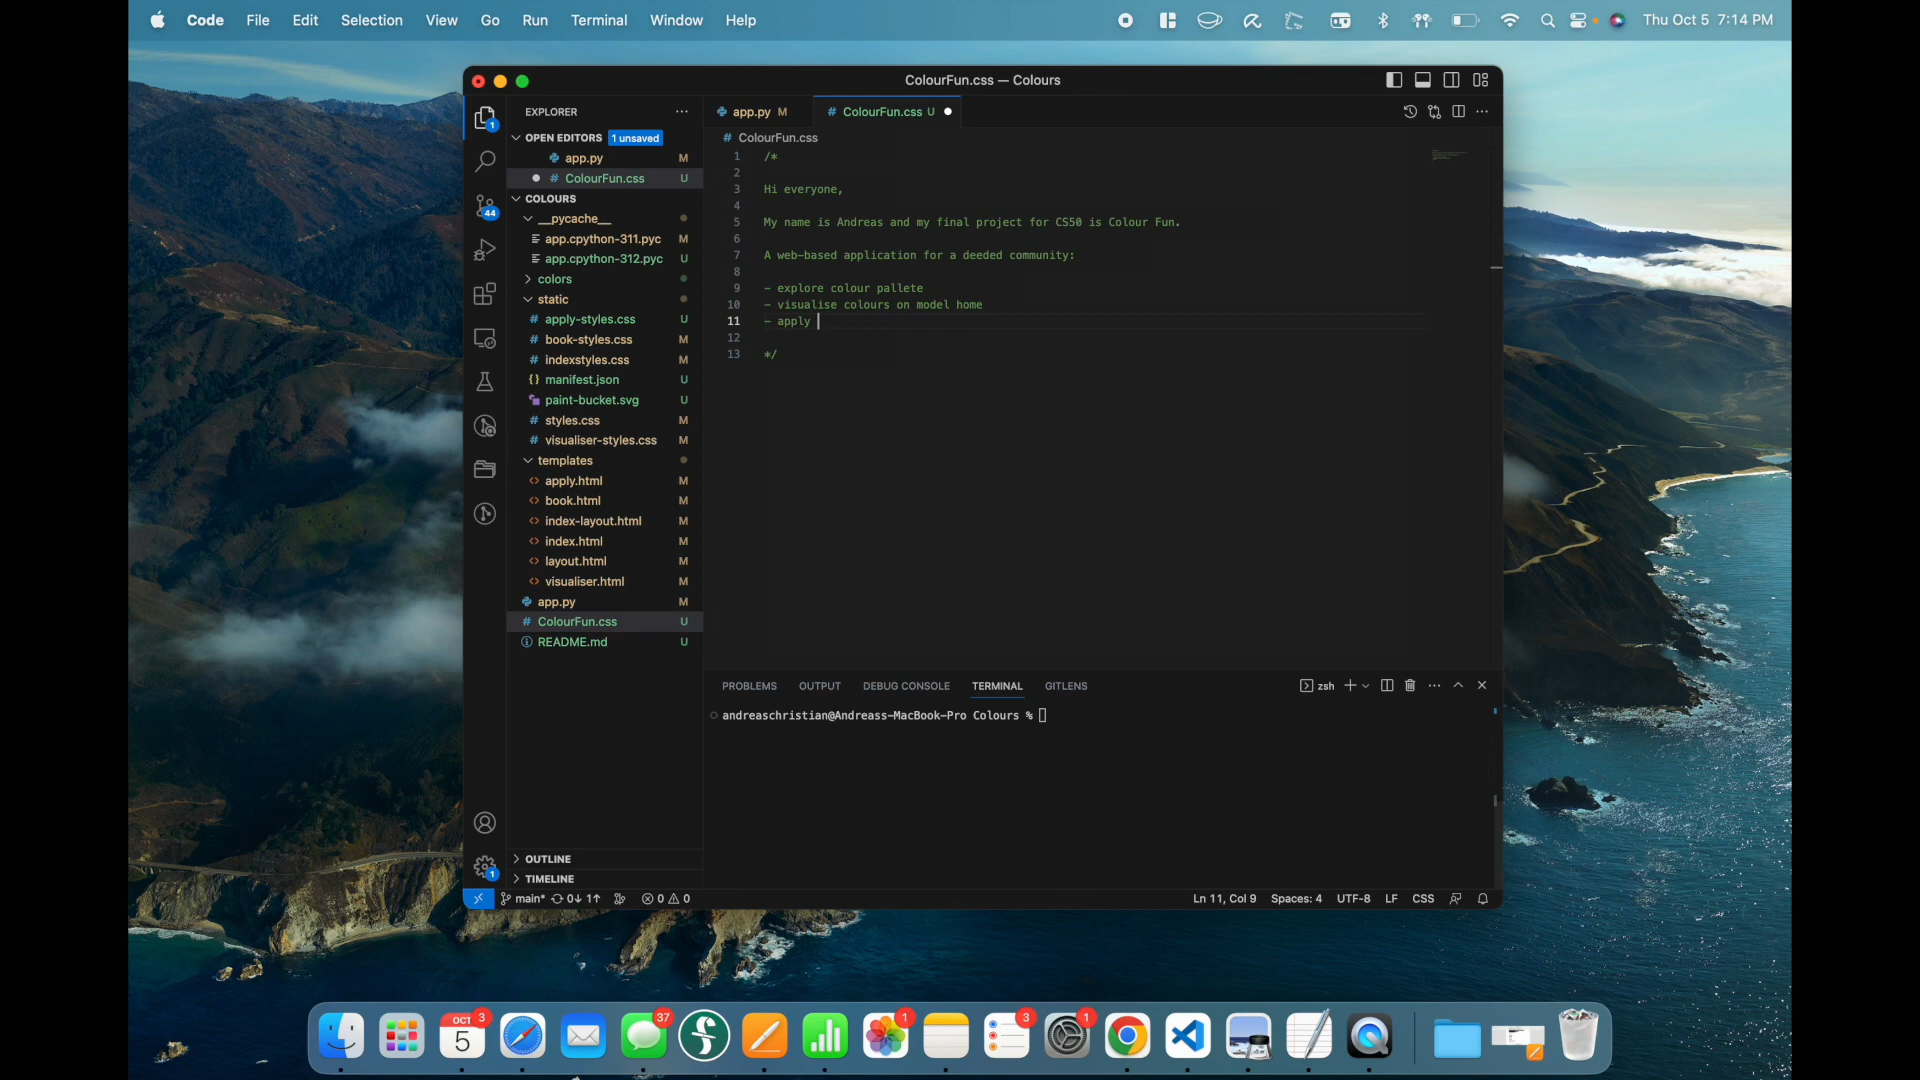 Code File Edit Selection View Go Run Terminal Window Help
Thu Oct 5 7:14 PM
ColourFun.css — Colours
EXPLORER
app.py M
# ColourFun.css U
1
OPEN EDITORS 1 unsaved
# ColourFun.css
app.py M
# ColourFun.css U
COLOURS
44
__pycache__
app.cpython-311.pyc M
app.cpython-312.pyc U
colors
static
# apply-styles.css U
# book-styles.css M
# indexstyles.css M
{} manifest.json U
paint-bucket.svg U
# styles.css M
# visualiser-styles.css M
templates
<> apply.html M
<> book.html M
<> index-layout.html M
<> index.html M
<> layout.html M
<> visualiser.html M
app.py M
# ColourFun.css U
README.md U
1 /*
2
3 Hi everyone,
4
5 My name is Andreas and my final project for CS50 is Colour Fun.
6
7 A web-based application for a deeded community:
8
9 - explore colour pallete
10 - visualise colours on model home
11 - apply
12
13 */
PROBLEMS OUTPUT DEBUG CONSOLE TERMINAL GITLENS
zsh
andreaschristian@Andreass-MacBook-Pro Colours %
OUTLINE
1
TIMELINE
main* 0↓ 1↑ 0 0
Ln 11, Col 9 Spaces: 4 UTF-8 LF CSS
OCT
5
3
37
1
3
1